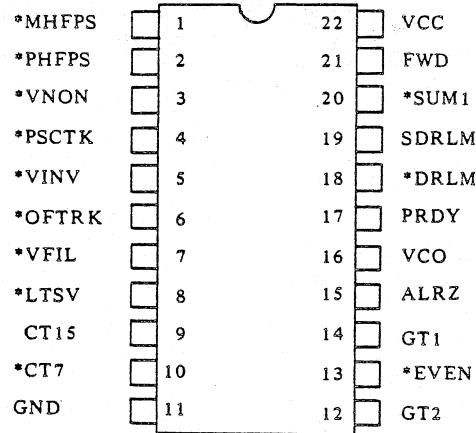 *MHFPS 1 22 VCC
*PHFPS 2 21 FWD
*VNON 3 20 *SUM1
*PSCTK 4 19 SDRLM
*VINV 5 18 *DRLM
*OFTRK 6 17 PRDY
*VFIL 7 16 VCO
*LTSV 8 15 ALRZ
CT15 9 14 GT1
*CT7 10 13 *EVEN
GND 11 12 GT2